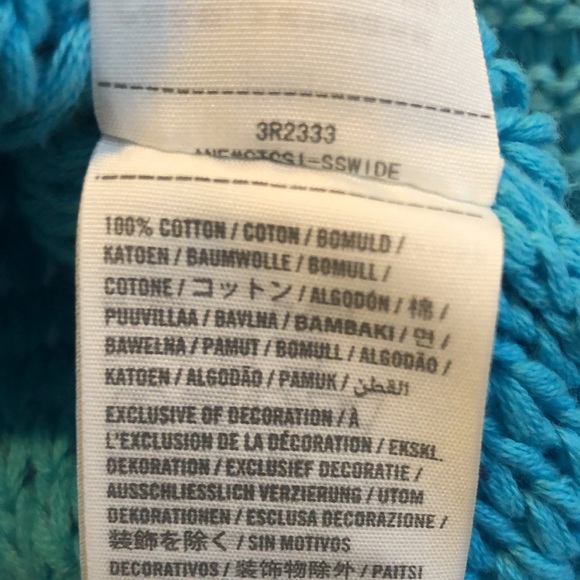 3R2333
100% COTTON / COTON / BOMULD /
KATOEN / BAUMWOLLE / BOMULL /
COTONE / コットン / ALGODÓN / 棉 /
PUUVILLAA / BAVLNA / BAMBAKI / 면 /
BAWEŁNA / PAMUT / BOMULL / ALGODÃO /
KATOEN / ALGODÃO / PAMUK / القطن
EXCLUSIVE OF DECORATION / À
L'EXCLUSION DE LA DÉCORATION / EKSKL.
DEKORATION / EXCLUSIEF DECORATIE /
AUSSCHLIESSLICH VERZIERUNG / UTOM
DEKORATIONEN / ESCLUSA DECORAZIONE /
装飾を除く / SIN MOTIVOS
DECORATIVOS / 装饰物除外 / PAITSI